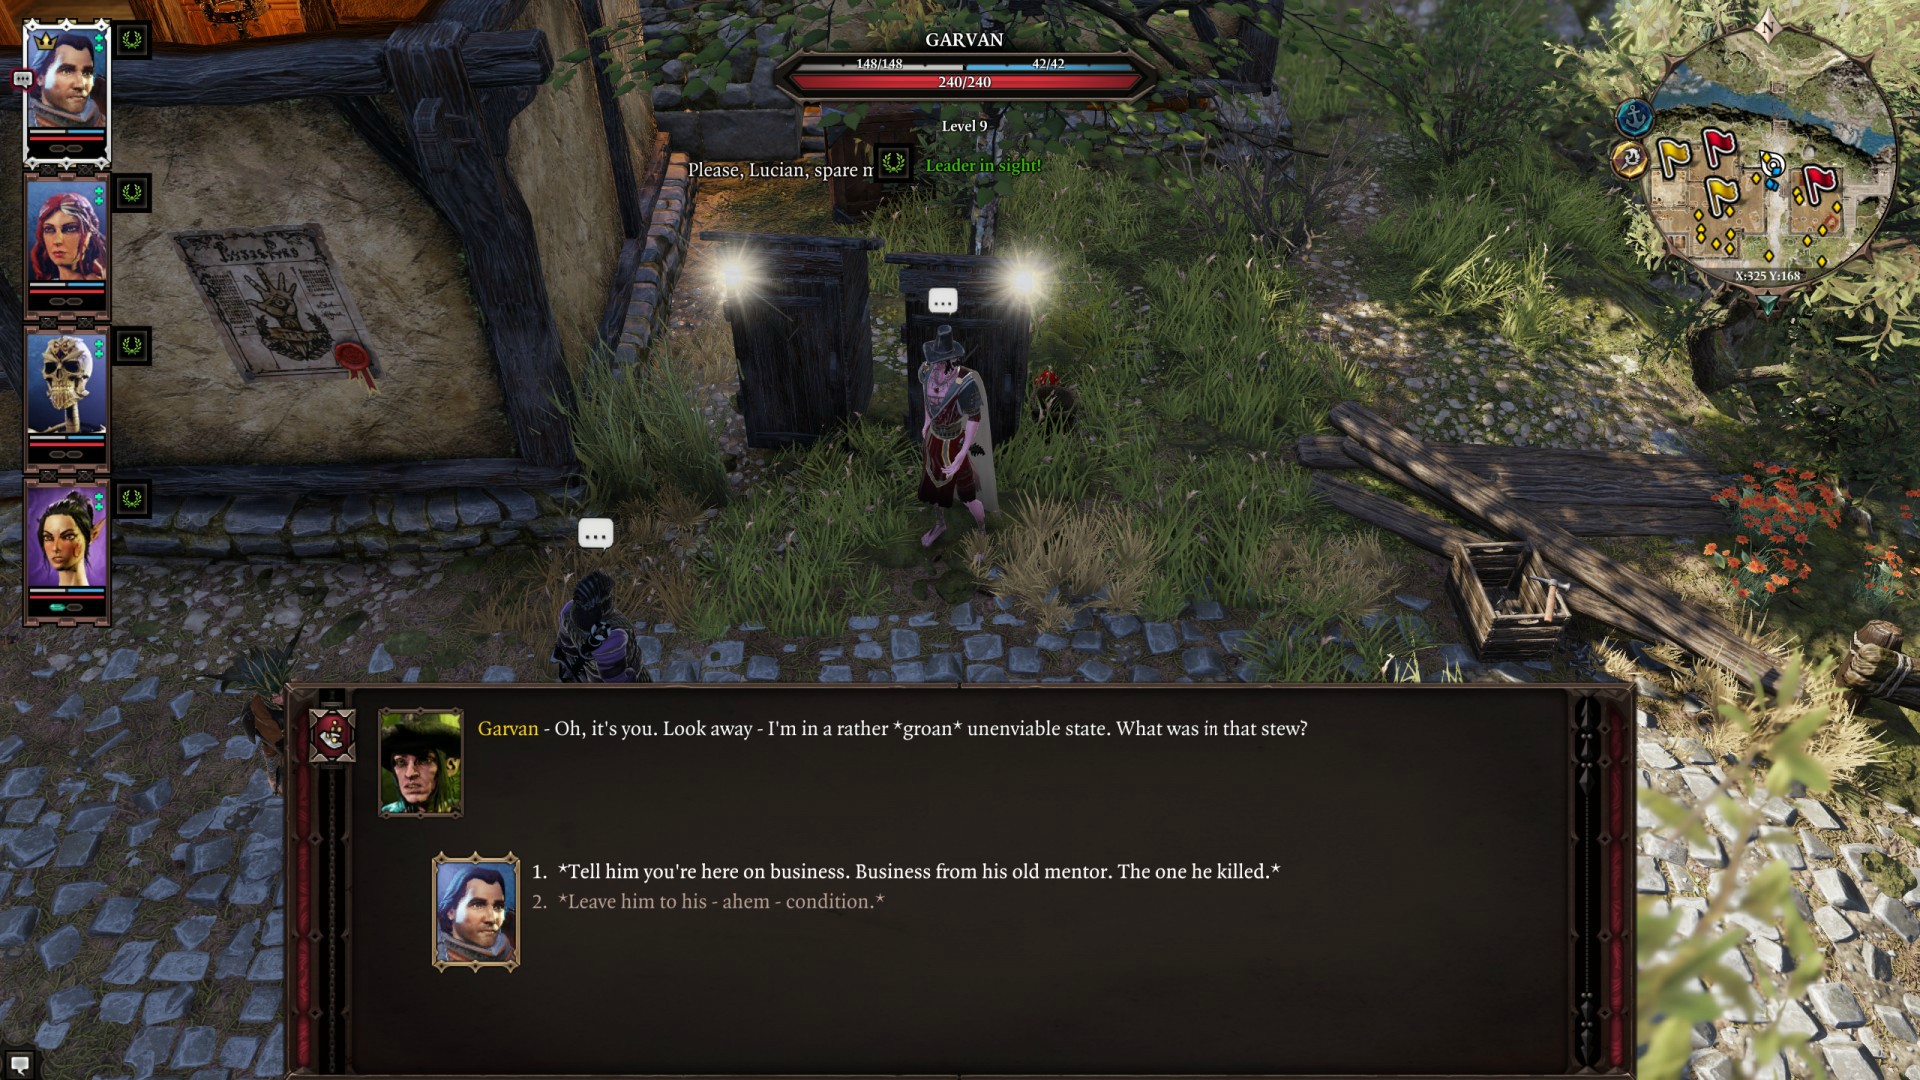 GARVAN
148/148 42/42
240/240
Level 9
Please, Lucian, spare m
Leader in sight!
N
X:325 Y:168
Garvan - Oh, it's you. Look away - I'm in a rather *groan* unenviable state. What was in that stew?
1. *Tell him you're here on business. Business from his old mentor. The one he killed.*
2. *Leave him to his - ahem - condition.*